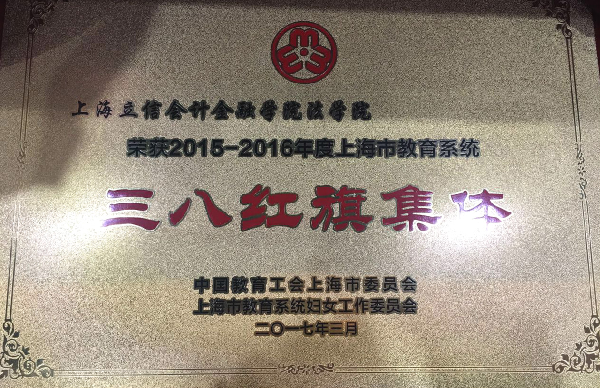 上海立信会计金融学院法学院
荣获2015-2016年度上海市教育系统
三八红旗集体
中国教育工会上海市委员会
上海市教育系统妇女工作委员会
二〇一七年三月